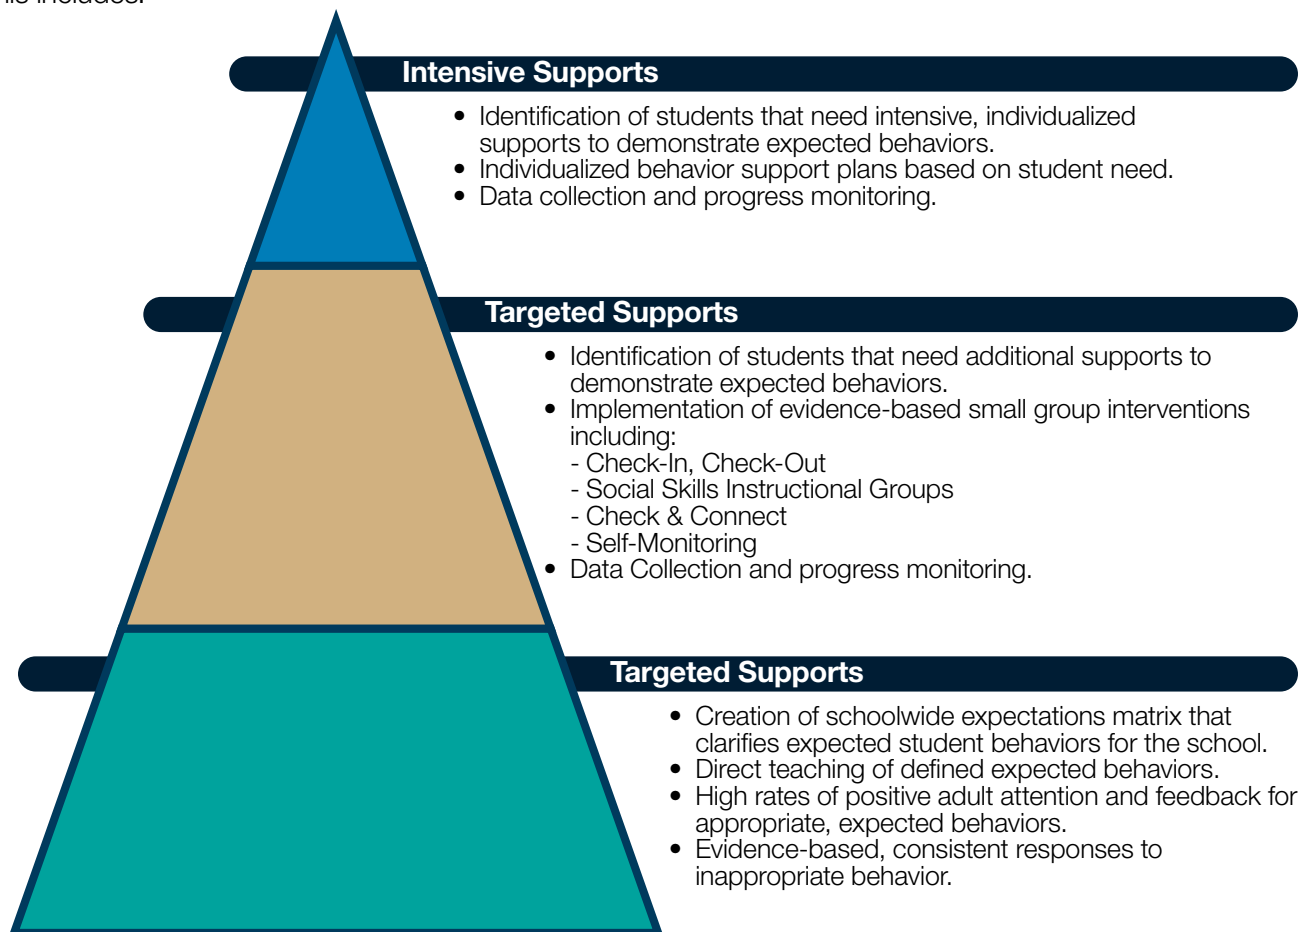 Intensive Supports
• Identification of students that need intensive, individualized
supports to demonstrate expected behaviors.
• Individualized behavior support plans based on student need.
• Data collection and progress monitoring.
Targeted Supports
• Identification of students that need additional supports to
demonstrate expected behaviors.
• Implementation of evidence-based small group interventions
including:
- Check-In, Check-Out
- Social Skills Instructional Groups
- Check & Connect
- Self-Monitoring
• Data Collection and progress monitoring.
Targeted Supports
• Creation of schoolwide expectations matrix that
clarifies expected student behaviors for the school.
• Direct teaching of defined expected behaviors.
• High rates of positive adult attention and feedback for
appropriate, expected behaviors.
• Evidence-based, consistent responses to
inappropriate behavior.